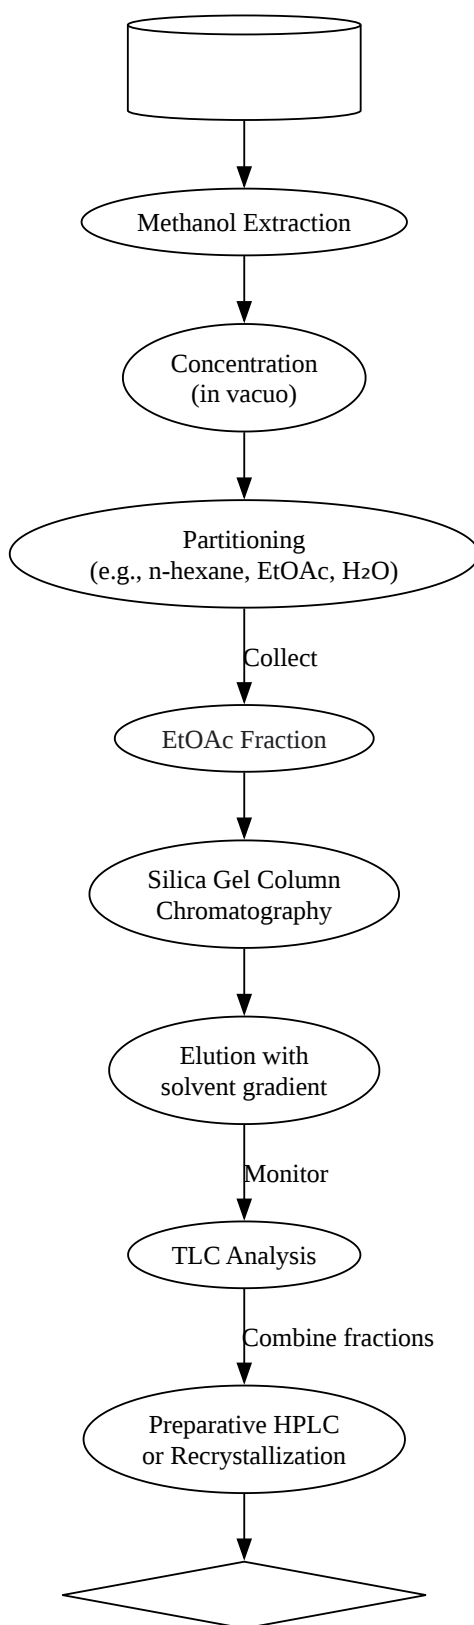 Methanol Extraction
Concentration
(in vacuo)
Partitioning
(e.g., n-hexane, EtOAc, H₂O)
Collect
EtOAc Fraction
Silica Gel Column
Chromatography
Elution with
solvent gradient
Monitor
TLC Analysis
Combine fractions
Preparative HPLC
or Recrystallization